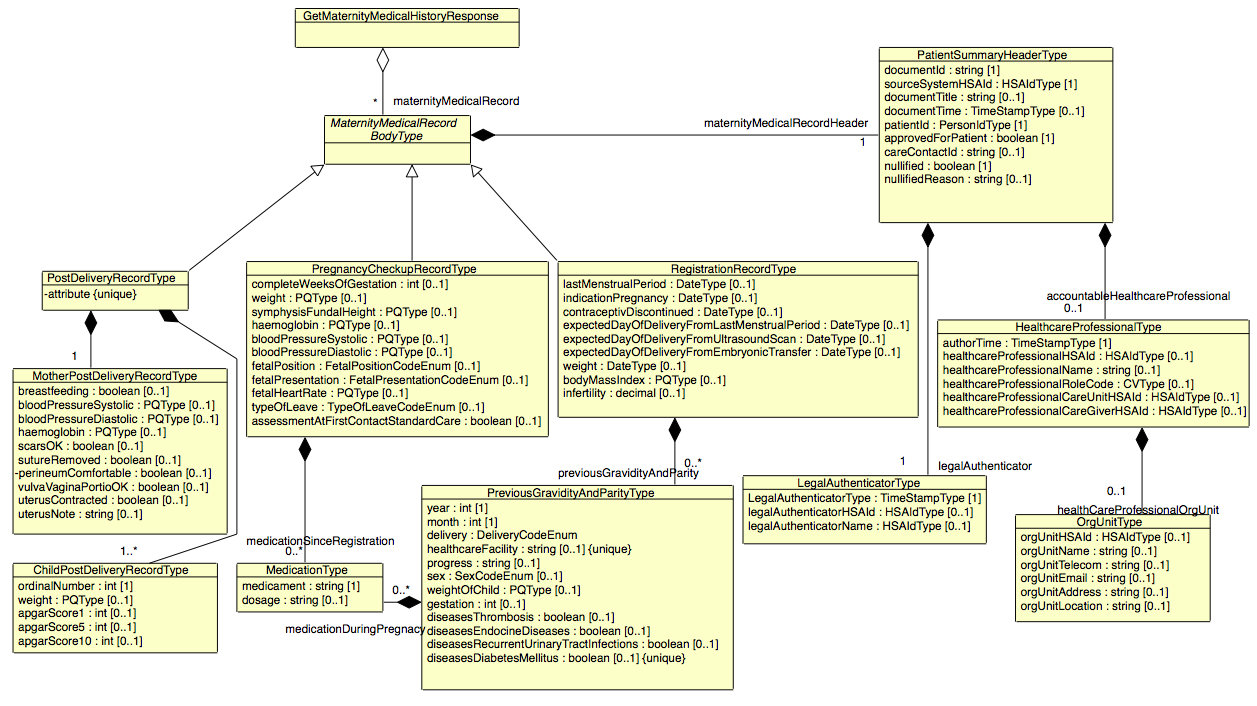 GetMaternityMedicalHistoryResponse
*
maternityMedicalRecord
MaternityMedicalRecord
BodyType
maternityMedicalRecordHeader
1
PatientSummaryHeaderType
documentId : string [1]
sourceSystemHSAId : HSAIdType [1]
documentTitle : string [0..1]
documentTime : TimeStampType [0..1]
patientId : PersonIdType [1]
approvedForPatient : boolean [1]
careContactId : string [0..1]
nullified : boolean [1]
nullifiedReason : string [0..1]
PostDeliveryRecordType
-attribute {unique}
PregnancyCheckupRecordType
completeWeeksOfGestation : int [0..1]
weight : PQType [0..1]
symphysisFundalHeight : PQType [0..1]
haemoglobin : PQType [0..1]
bloodPressureSystolic : PQType [0..1]
bloodPressureDiastolic : PQType [0..1]
fetalPosition : FetalPositionCodeEnum [0..1]
fetalPresentation : FetalPresentationCodeEnum [0..1]
fetalHeartRate : PQType [0..1]
typeOfLeave : TypeOfLeaveCodeEnum [0..1]
assessmentAtFirstContactStandardCare : boolean [0..1]
RegistrationRecordType
lastMenstrualPeriod : DateType [0..1]
indicationPregnancy : DateType [0..1]
contraceptivDiscontinued : DateType [0..1]
expectedDayOfDeliveryFromLastMenstrualPeriod : DateType [0..1]
expectedDayOfDeliveryFromUltrasoundScan : DateType [0..1]
expectedDayOfDeliveryFromEmbryonicTransfer : DateType [0..1]
weight : DateType [0..1]
bodyMassIndex : PQType [0..1]
infertility : decimal [0..1]
accountableHealthcareProfessional
0..1
HealthcareProfessionalType
authorTime : TimeStampType [1]
healthcareProfessionalHSAId : HSAIdType [0..1]
healthcareProfessionalName : string [0..1]
healthcareProfessionalRoleCode : CVType [0..1]
healthcareProfessionalCareUnitHSAId : HSAIdType [0..1]
healthcareProfessionalCareGiverHSAId : HSAIdType [0..1]
1
MotherPostDeliveryRecordType
breastfeeding : boolean [0..1]
bloodPressureSystolic : PQType [0..1]
bloodPressureDiastolic : PQType [0..1]
haemoglobin : PQType [0..1]
scarsOK : boolean [0..1]
sutureRemoved : boolean [0..1]
-perineumComfortable : boolean [0..1]
vulvaVaginaPortioOK : boolean [0..1]
uterusContracted : boolean [0..1]
uterusNote : string [0..1]
0..*
previousGravidityAndParity
1
legalAuthenticator
LegalAuthenticatorType
LegalAuthenticatorType : TimeStampType [1]
legalAuthenticatorHSAId : HSAIdType [0..1]
legalAuthenticatorName : HSAIdType [0..1]
0..1
healthCareProfessionalOrgUnit
OrgUnitType
orgUnitHSAId : HSAIdType [0..1]
orgUnitName : string [0..1]
orgUnitTelecom : string [0..1]
orgUnitEmail : string [0..1]
orgUnitAddress : string [0..1]
orgUnitLocation : string [0..1]
PreviousGravidityAndParityType
year : int [1]
month : int [1]
delivery : DeliveryCodeEnum
healthcareFacility : string [0..1] {unique}
progress : string [0..1]
sex : SexCodeEnum [0..1]
weightOfChild : PQType [0..1]
gestation : int [0..1]
diseasesThrombosis : boolean [0..1]
diseasesEndocineDiseases : boolean [0..1]
diseasesRecurrentUrinaryTractInfections : boolean [0..1]
diseasesDiabetesMellitus : boolean [0..1] {unique}
medicationSinceRegistration
0..*
MedicationType
medicament : string [1]
dosage : string [0..1]
0..*
medicationDuringPregnacy
1..*
ChildPostDeliveryRecordType
ordinalNumber : int [1]
weight : PQType [0..1]
apgarScore1 : int [0..1]
apgarScore5 : int [0..1]
apgarScore10 : int [0..1]